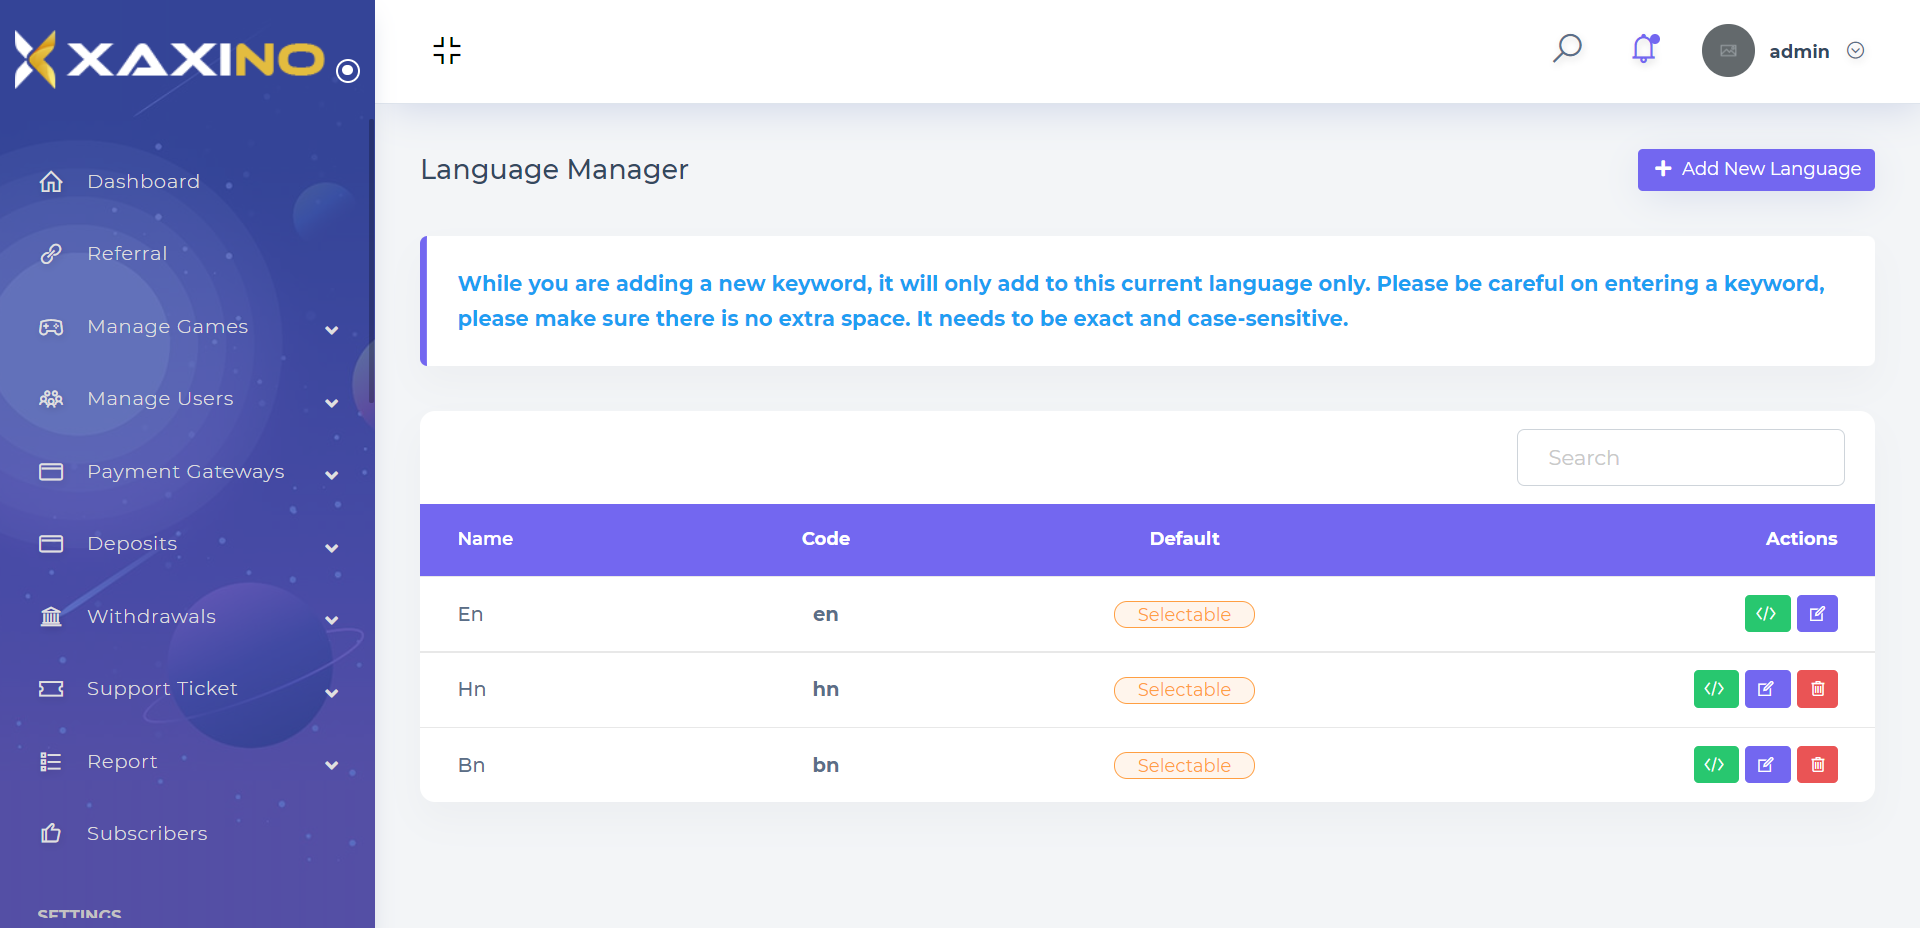 XAXINO
admin
Dashboard
Referral
Manage Games
Manage Users
Payment Gateways
Deposits
Withdrawals
Support Ticket
Report
Subscribers
SETTINGS
Language Manager
Add New Language
While you are adding a new keyword, it will only add to this current language only. Please be careful on entering a keyword,
please make sure there is no extra space. It needs to be exact and case-sensitive.
Search
Name Code Default Actions
En en Selectable
Hn hn Selectable
Bn bn Selectable